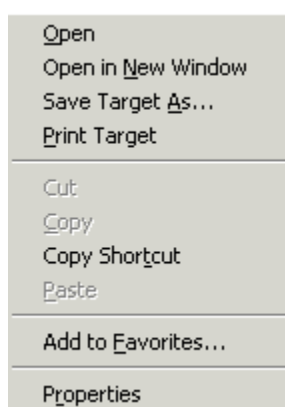 Open
Open in New Window
Save Target As...
Print Target
Cut
Copy
Copy Shortcut
Paste
Add to Favorites...
Properties